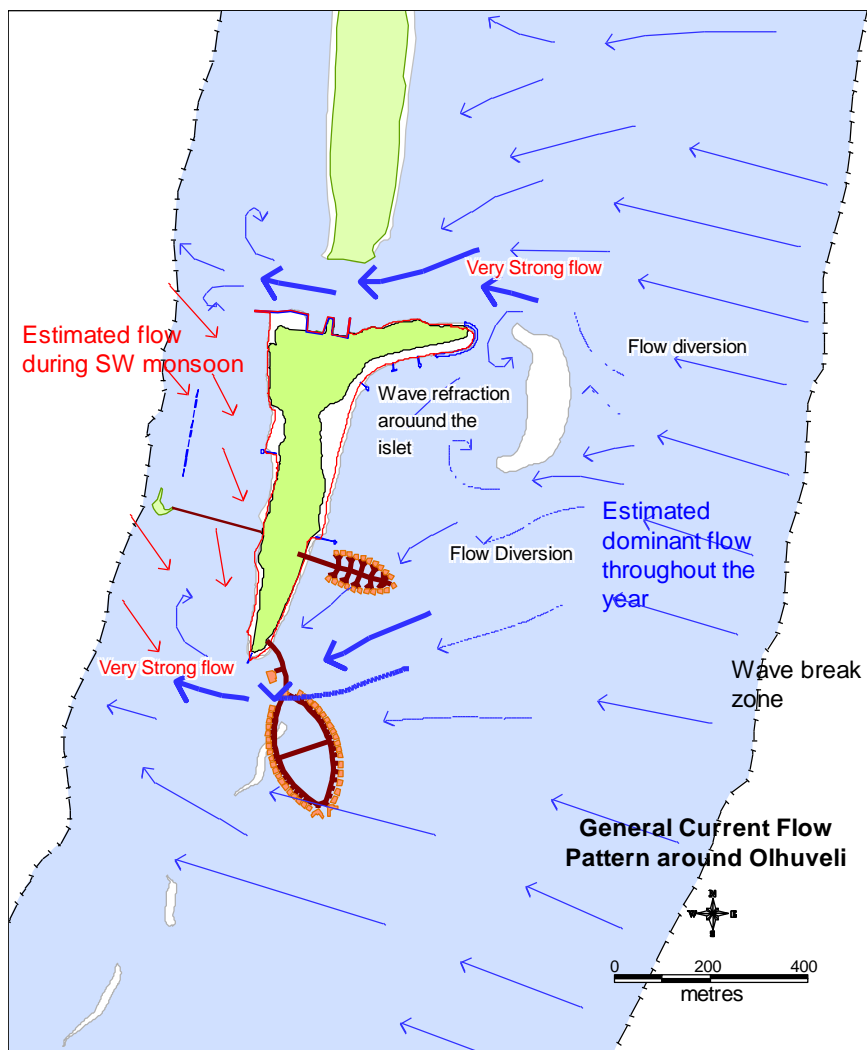 Very Strong flow
Estimated flow
during SW monsoon
Flow diversion
Wave refraction
arouund the
islet
Estimated
dominant flow
throughout the
year
Flow Diversion
Very Strong flow
Wave break
zone
General Current Flow
Pattern around Olhuveli
N
W E
S
0 200 400
metres